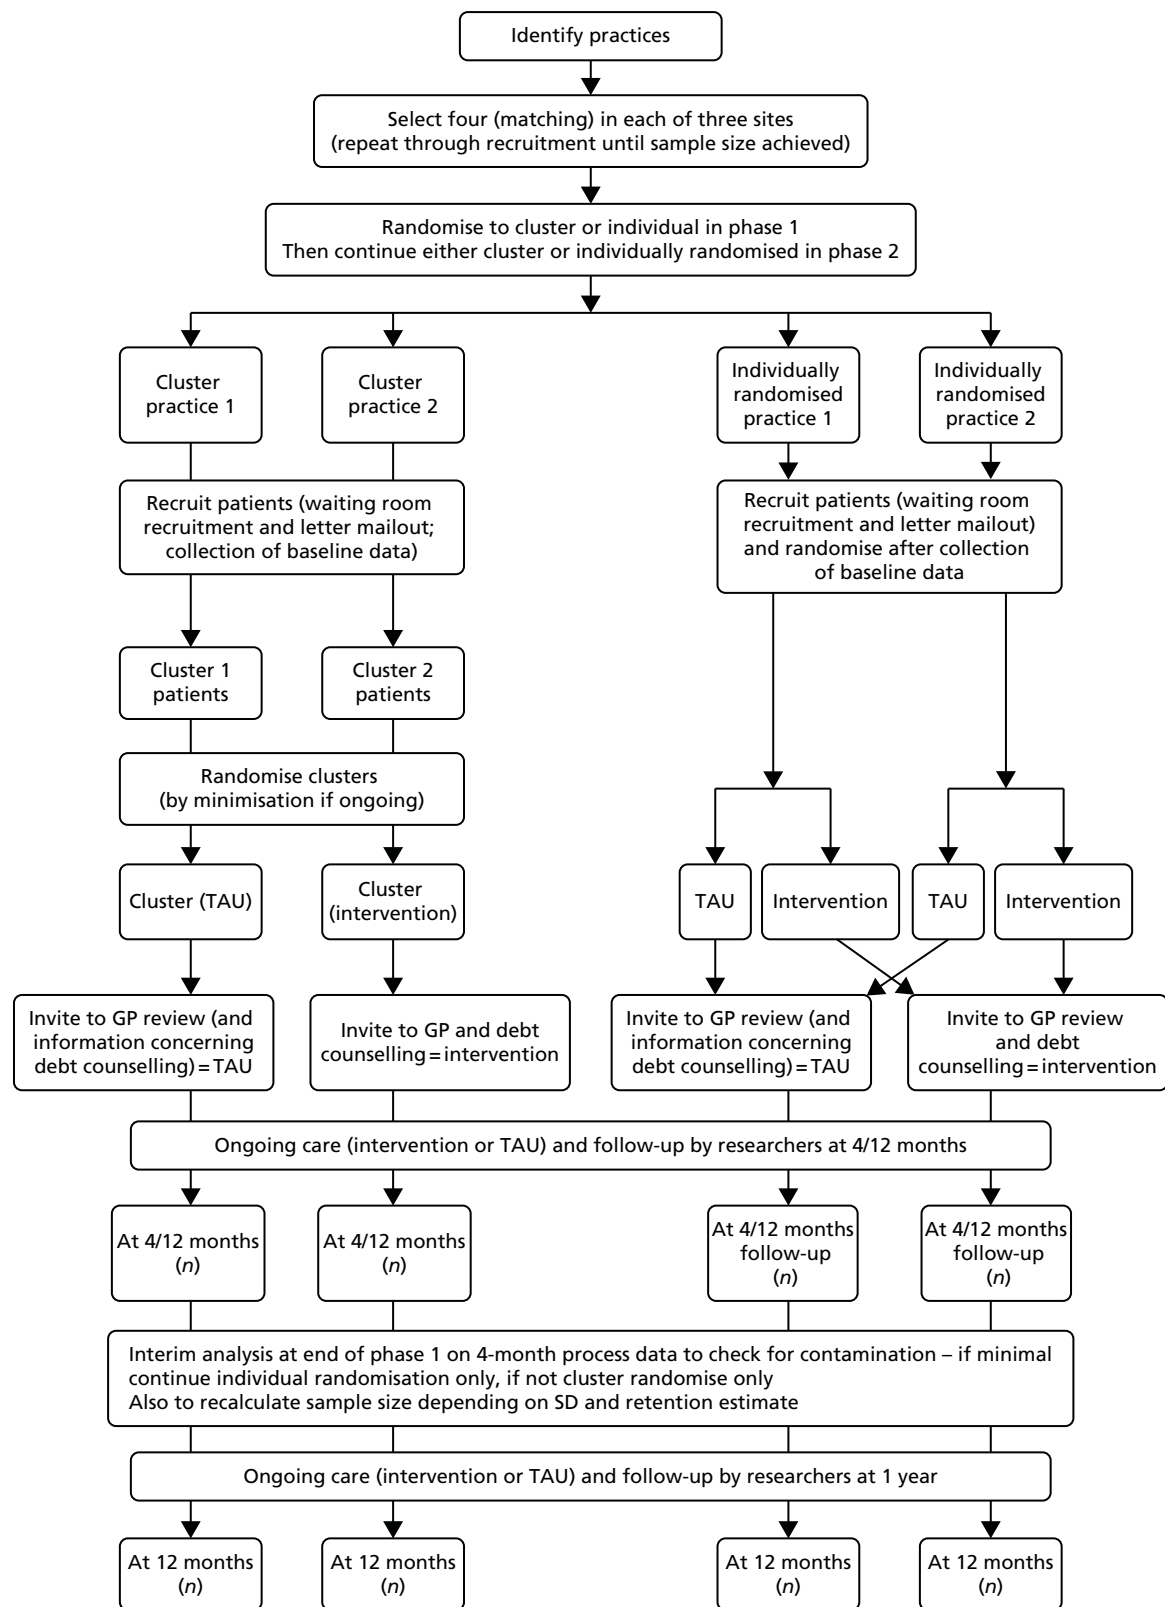 Identify practices
Select four (matching) in each of three sites
(repeat through recruitment until sample size achieved)
Randomise to cluster or individual in phase 1
Then continue either cluster or individually randomised in phase 2
Cluster
practice 1
Cluster
practice 2
Individually
randomised
practice 1
Individually
randomised
practice 2
Recruit patients (waiting room
recruitment and letter mailout;
collection of baseline data)
Recruit patients (waiting room
recruitment and letter mailout)
and randomise after collection
of baseline data
Cluster 1
patients
Cluster 2
patients
Randomise clusters
(by minimisation if ongoing)
Cluster (TAU)
Cluster
(intervention)
TAU
Intervention
TAU
Intervention
Invite to GP review (and
information concerning
debt counselling) = TAU
Invite to GP and debt
counselling = intervention
Invite to GP review (and
information concerning
debt counselling) = TAU
Invite to GP review
and debt
counselling = intervention
Ongoing care (intervention or TAU) and follow-up by researchers at 4/12 months
At 4/12 months
(n)
At 4/12 months
(n)
At 4/12 months
follow-up
(n)
At 4/12 months
follow-up
(n)
Interim analysis at end of phase 1 on 4-month process data to check for contamination – if minimal
continue individual randomisation only, if not cluster randomise only
Also to recalculate sample size depending on SD and retention estimate
Ongoing care (intervention or TAU) and follow-up by researchers at 1 year
At 12 months
(n)
At 12 months
(n)
At 12 months
(n)
At 12 months
(n)